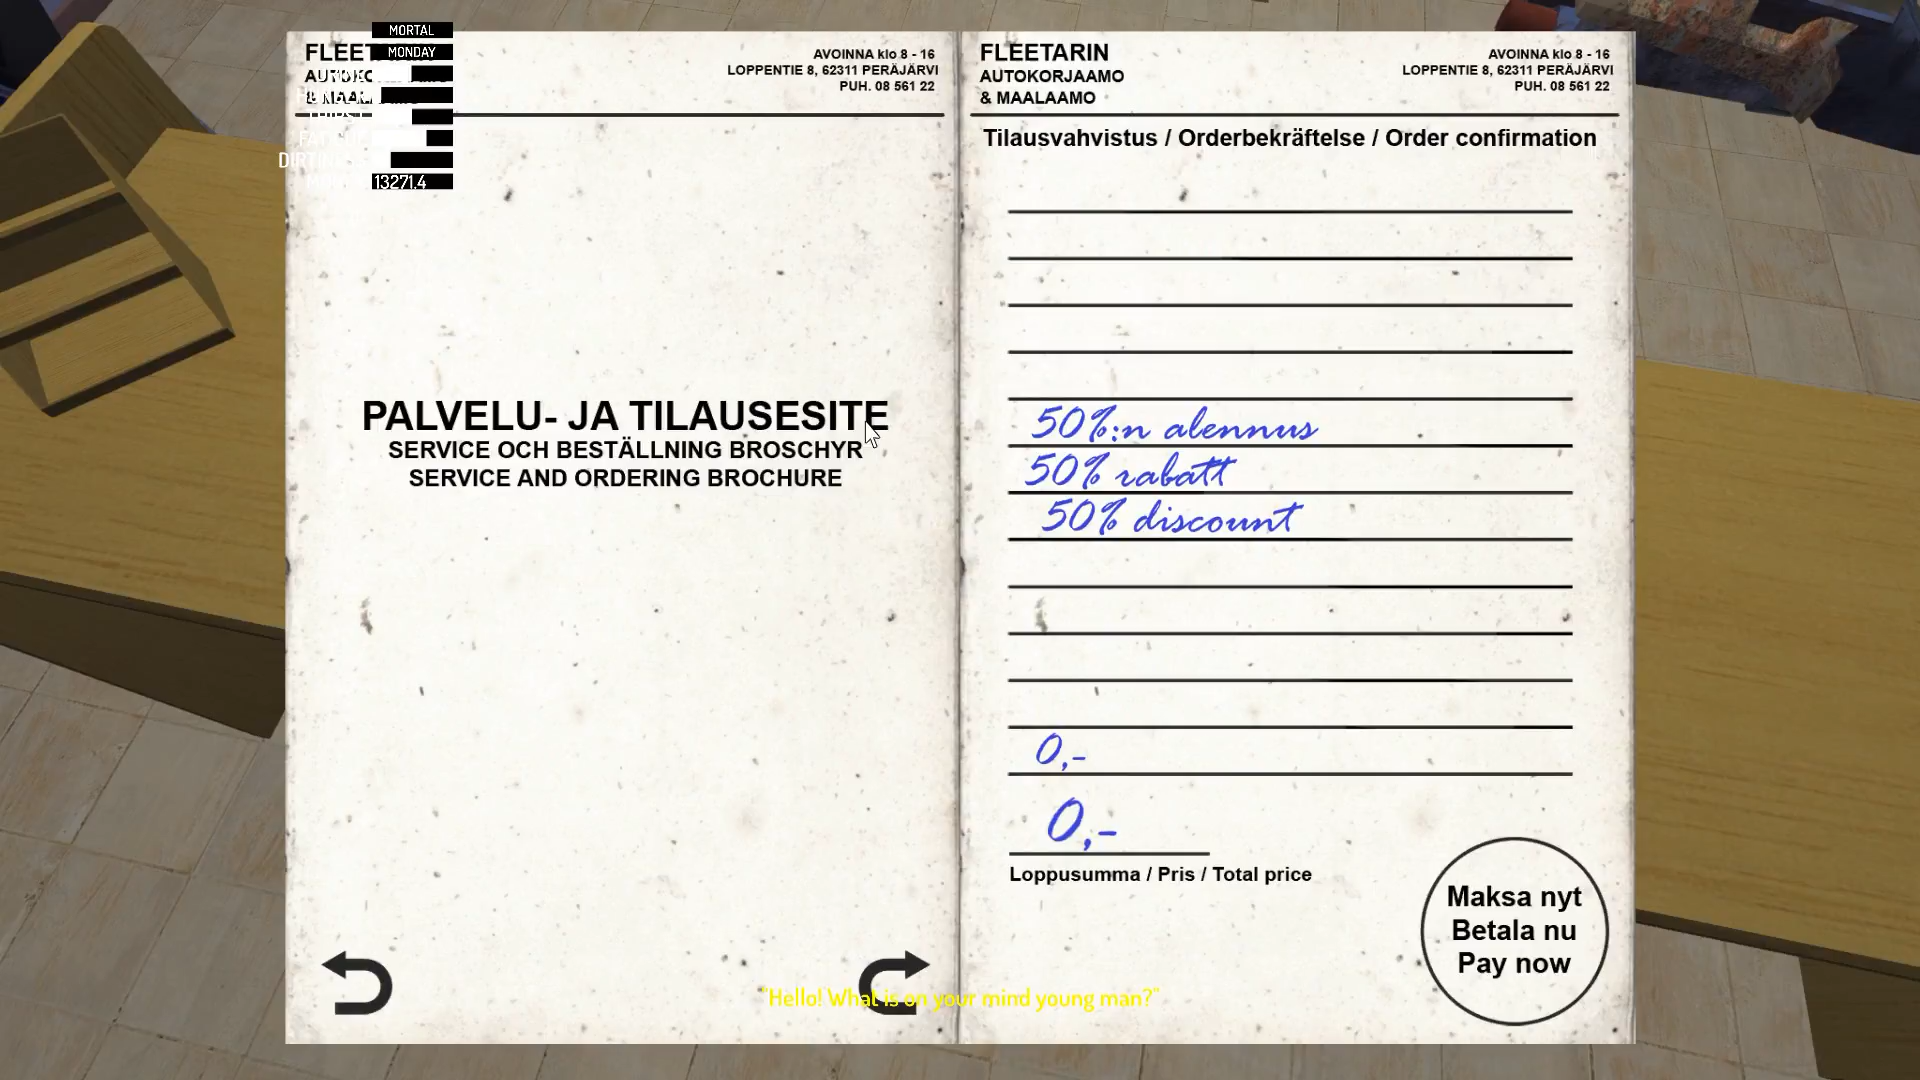 MORTAL
MONDAY
13271.4
FLEET
& MAAL
AVOINNA klo 8 - 16
LOPPENTIE 8, 62311 PERÄJÄRVI
PUH. 08 561 22
PALVELU- JA TILAUSESITE
SERVICE OCH BESTÄLLNING BROSCHYR
SERVICE AND ORDERING BROCHURE
FLEETARIN
AUTOKORJAAMO
& MAALAAMO
AVOINNA klo 8 - 16
LOPPENTIE 8, 62311 PERÄJÄRVI
PUH. 08 561 22
Tilausvahvistus / Orderbekräftelse / Order confirmation
50%:n alennus
50% rabatt
50% discount
0,-
0,-
Loppusumma / Pris / Total price
Maksa nyt
Betala nu
Pay now
"Hello! What is on your mind young man?"